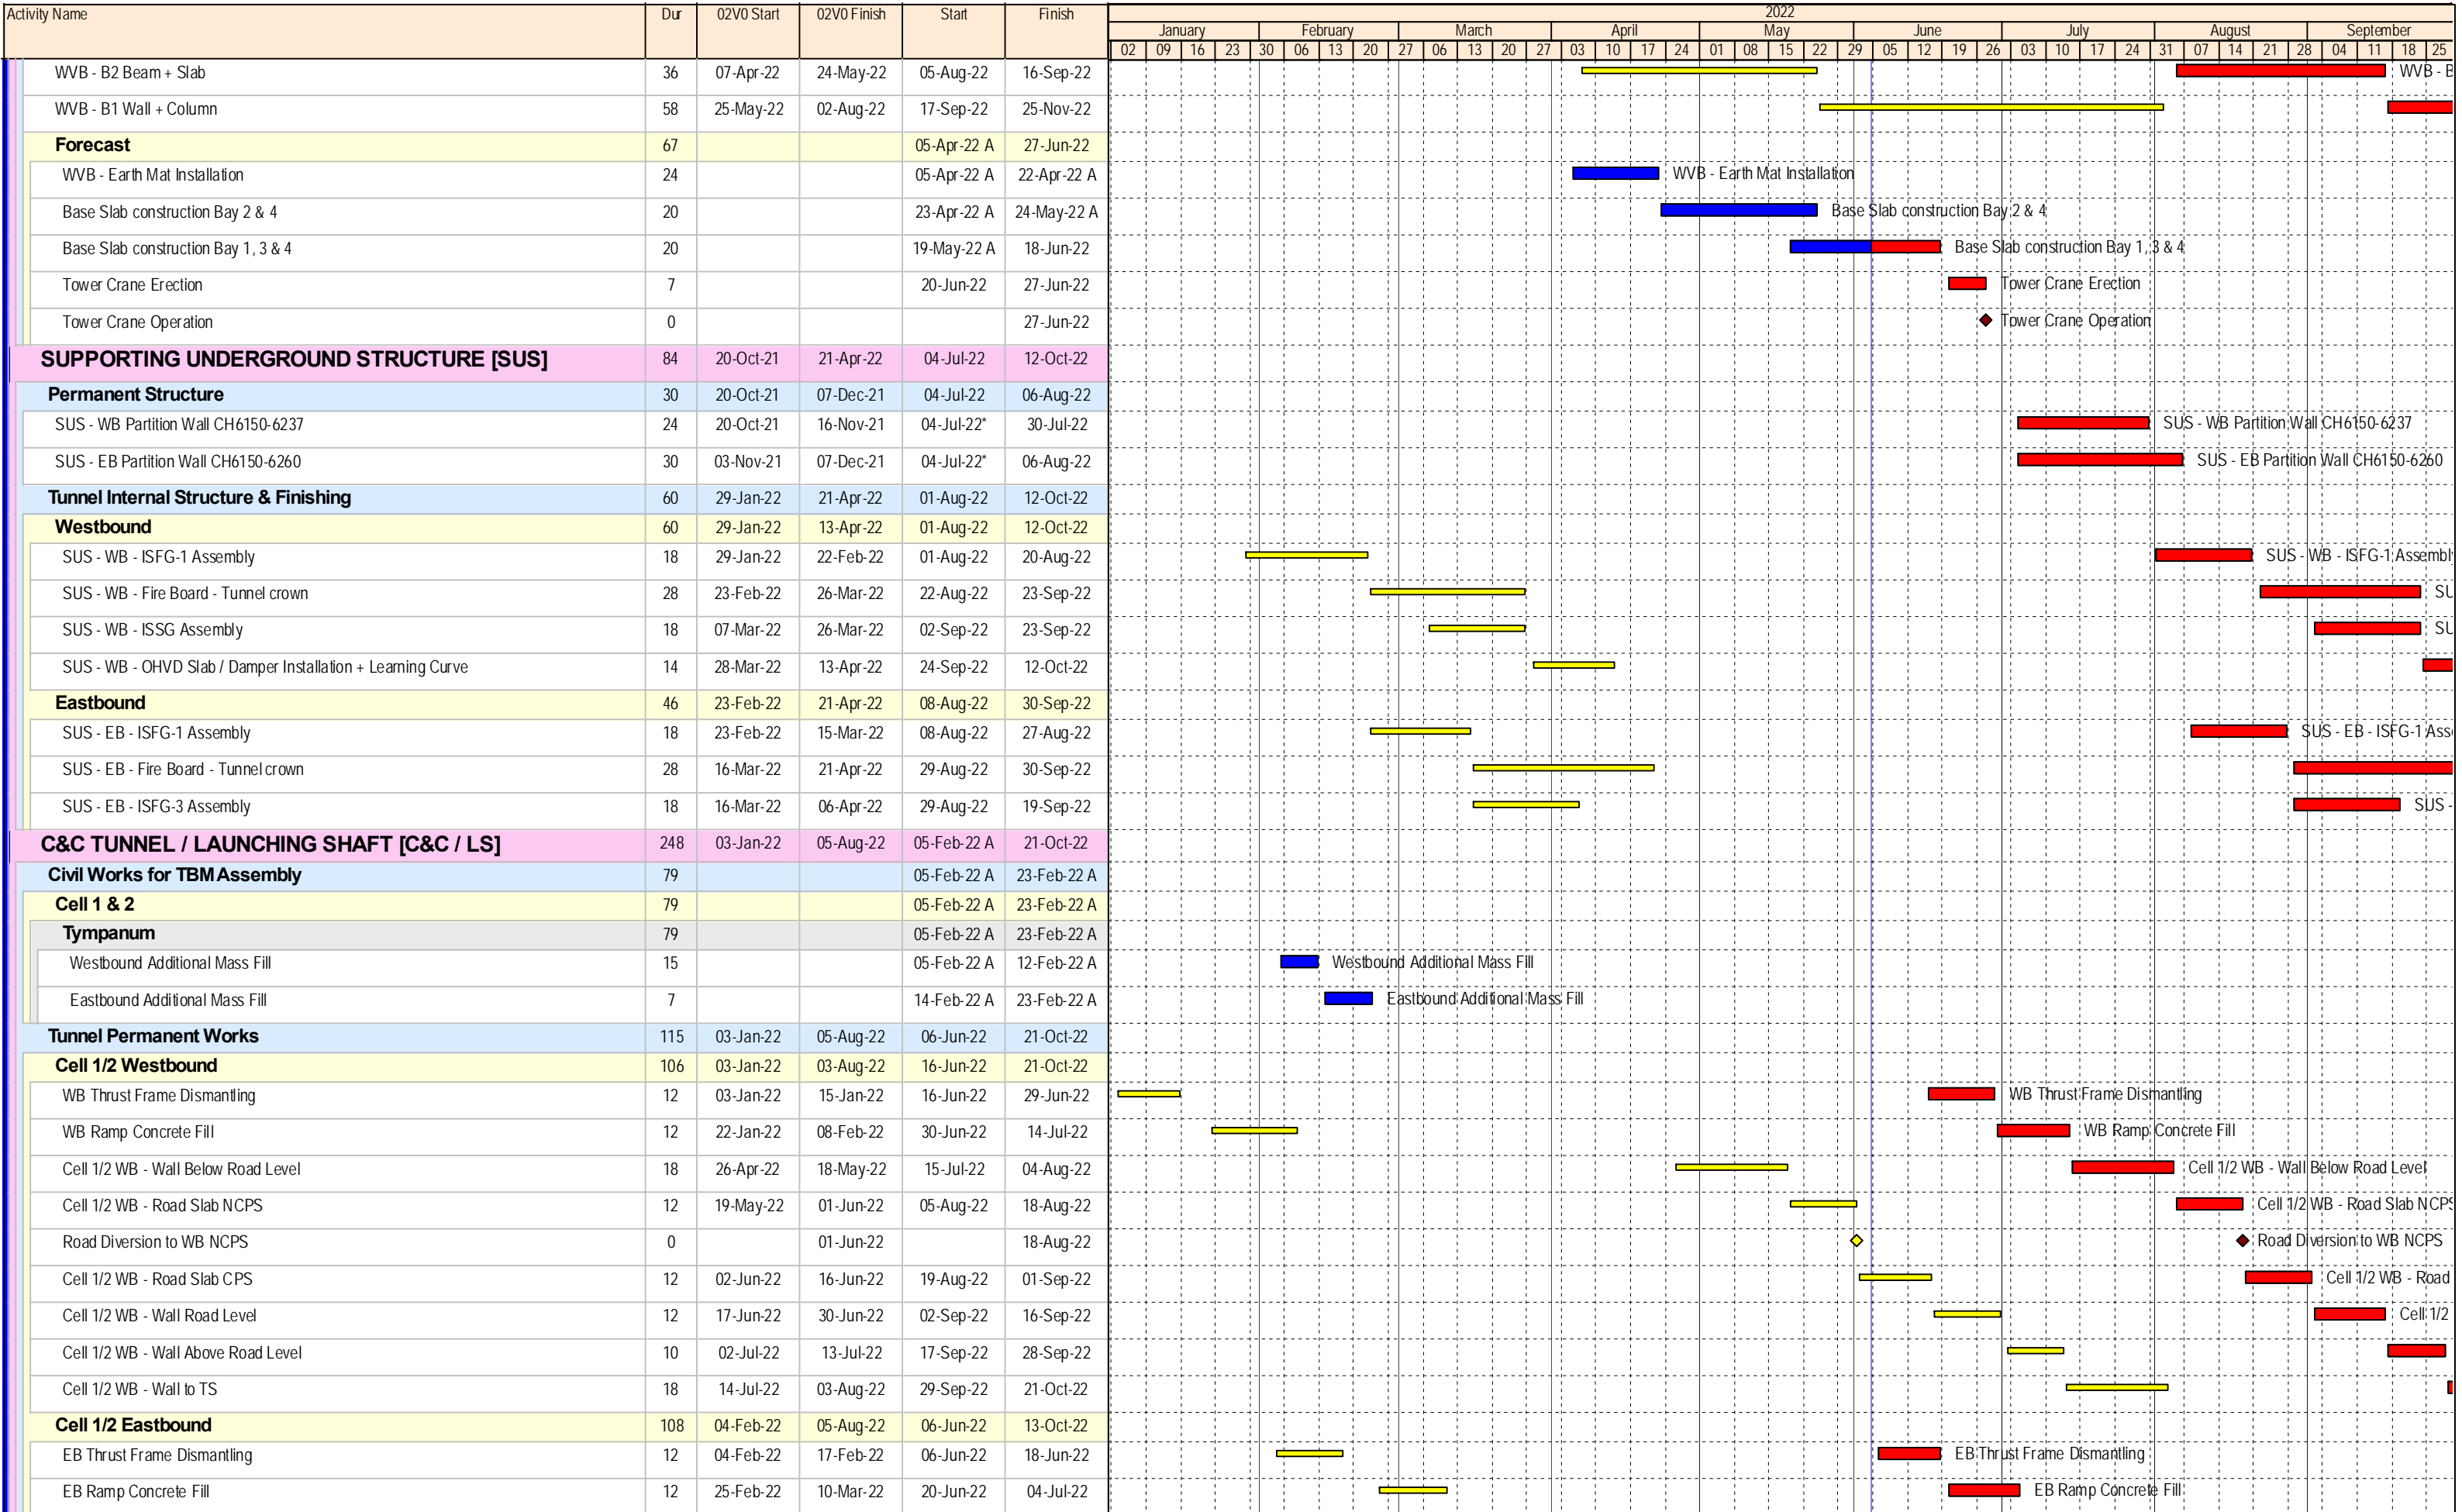 Activity Name Dur 02V0 Start 02V0 Finish Start Finish 2022
January February March April May June July August September
02 09 16 23 30 06 13 20 27 06 13 20 27 03 10 17 24 01 08 15 22 29 05 12 19 26 03 10 17 24 31 07 14 21 28 04 11 18 25
WVB - B2 Beam + Slab 36 07-Apr-22 24-May-22 05-Aug-22 16-Sep-22 WVB - B
WVB - B1 Wall + Column 58 25-May-22 02-Aug-22 17-Sep-22 25-Nov-22
Forecast 67 05-Apr-22 A 27-Jun-22
WVB - Earth Mat Installation 24 05-Apr-22 A 22-Apr-22 A WVB - Earth Mat Installation
Base Slab construction Bay 2 & 4 20 23-Apr-22 A 24-May-22 A Base Slab construction Bay 2 & 4
Base Slab construction Bay 1, 3 & 4 20 19-May-22 A 18-Jun-22 Base Slab construction Bay 1, 3 & 4
Tower Crane Erection 7 20-Jun-22 27-Jun-22 Tower Crane Erection
Tower Crane Operation 0 27-Jun-22 Tower Crane Operation
SUPPORTING UNDERGROUND STRUCTURE [SUS] 84 20-Oct-21 21-Apr-22 04-Jul-22 12-Oct-22
Permanent Structure 30 20-Oct-21 07-Dec-21 04-Jul-22 06-Aug-22
SUS - WB Partition Wall CH6150-6237 24 20-Oct-21 16-Nov-21 04-Jul-22* 30-Jul-22 SUS - WB Partition Wall CH6150-6237
SUS - EB Partition Wall CH6150-6260 30 03-Nov-21 07-Dec-21 04-Jul-22* 06-Aug-22 SUS - EB Partition Wall CH6150-6260
Tunnel Internal Structure & Finishing 60 29-Jan-22 21-Apr-22 01-Aug-22 12-Oct-22
Westbound 60 29-Jan-22 13-Apr-22 01-Aug-22 12-Oct-22
SUS - WB - ISFG-1 Assembly 18 29-Jan-22 22-Feb-22 01-Aug-22 20-Aug-22 SUS - WB - ISFG-1 Assembly
SUS - WB - Fire Board - Tunnel crown 28 23-Feb-22 26-Mar-22 22-Aug-22 23-Sep-22 SU
SUS - WB - ISSG Assembly 18 07-Mar-22 26-Mar-22 02-Sep-22 23-Sep-22 SU
SUS - WB - OHVD Slab / Damper Installation + Learning Curve 14 28-Mar-22 13-Apr-22 24-Sep-22 12-Oct-22
Eastbound 46 23-Feb-22 21-Apr-22 08-Aug-22 30-Sep-22
SUS - EB - ISFG-1 Assembly 18 23-Feb-22 15-Mar-22 08-Aug-22 27-Aug-22 SUS - EB - ISFG-1 Ass
SUS - EB - Fire Board - Tunnel crown 28 16-Mar-22 21-Apr-22 29-Aug-22 30-Sep-22
SUS - EB - ISFG-3 Assembly 18 16-Mar-22 06-Apr-22 29-Aug-22 19-Sep-22 SUS -
C&C TUNNEL / LAUNCHING SHAFT [C&C / LS] 248 03-Jan-22 05-Aug-22 05-Feb-22 A 21-Oct-22
Civil Works for TBM Assembly 79 05-Feb-22 A 23-Feb-22 A
Cell 1 & 2 79 05-Feb-22 A 23-Feb-22 A
Tympanum 79 05-Feb-22 A 23-Feb-22 A
Westbound Additional Mass Fill 15 05-Feb-22 A 12-Feb-22 A Westbound Additional Mass Fill
Eastbound Additional Mass Fill 7 14-Feb-22 A 23-Feb-22 A Eastbound Additional Mass Fill
Tunnel Permanent Works 115 03-Jan-22 05-Aug-22 06-Jun-22 21-Oct-22
Cell 1/2 Westbound 106 03-Jan-22 03-Aug-22 16-Jun-22 21-Oct-22
WB Thrust Frame Dismantling 12 03-Jan-22 15-Jan-22 16-Jun-22 29-Jun-22 WB Thrust Frame Dismantling
WB Ramp Concrete Fill 12 22-Jan-22 08-Feb-22 30-Jun-22 14-Jul-22 WB Ramp Concrete Fill
Cell 1/2 WB - Wall Below Road Level 18 26-Apr-22 18-May-22 15-Jul-22 04-Aug-22 Cell 1/2 WB - Wall Below Road Level
Cell 1/2 WB - Road Slab NCPS 12 19-May-22 01-Jun-22 05-Aug-22 18-Aug-22 Cell 1/2 WB - Road Slab NCPS
Road Diversion to WB NCPS 0 01-Jun-22 18-Aug-22 Road Diversion to WB NCPS
Cell 1/2 WB - Road Slab CPS 12 02-Jun-22 16-Jun-22 19-Aug-22 01-Sep-22 Cell 1/2 WB - Road
Cell 1/2 WB - Wall Road Level 12 17-Jun-22 30-Jun-22 02-Sep-22 16-Sep-22 Cell 1/2
Cell 1/2 WB - Wall Above Road Level 10 02-Jul-22 13-Jul-22 17-Sep-22 28-Sep-22
Cell 1/2 WB - Wall to TS 18 14-Jul-22 03-Aug-22 29-Sep-22 21-Oct-22
Cell 1/2 Eastbound 108 04-Feb-22 05-Aug-22 06-Jun-22 13-Oct-22
EB Thrust Frame Dismantling 12 04-Feb-22 17-Feb-22 06-Jun-22 18-Jun-22 EB Thrust Frame Dismantling
EB Ramp Concrete Fill 12 25-Feb-22 10-Mar-22 20-Jun-22 04-Jul-22 EB Ramp Concrete Fill